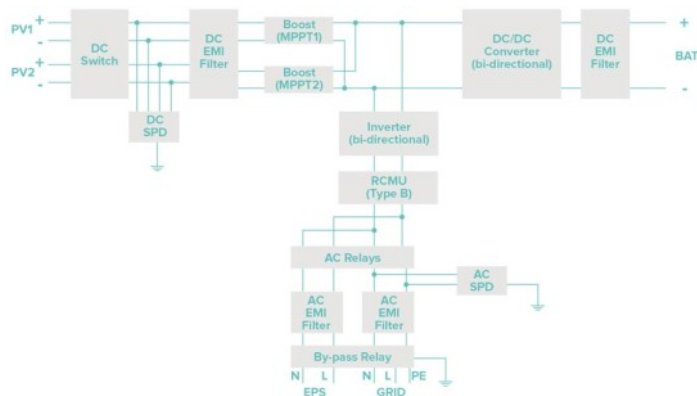 PV1
+
-
PV2
+
-
DC
Switch
DC
SPD
DC
EMI
Filter
Boost
(MPPT1)
Boost
(MPPT2)
DC/DC
Converter
(bi-directional)
DC
EMI
Filter
+
BAT
-
Inverter
(bi-directional)
RCMU
(Type B)
AC Relays
AC
SPD
AC
EMI
Filter
AC
EMI
Filter
By-pass Relay
N L N L PE
EPS GRID